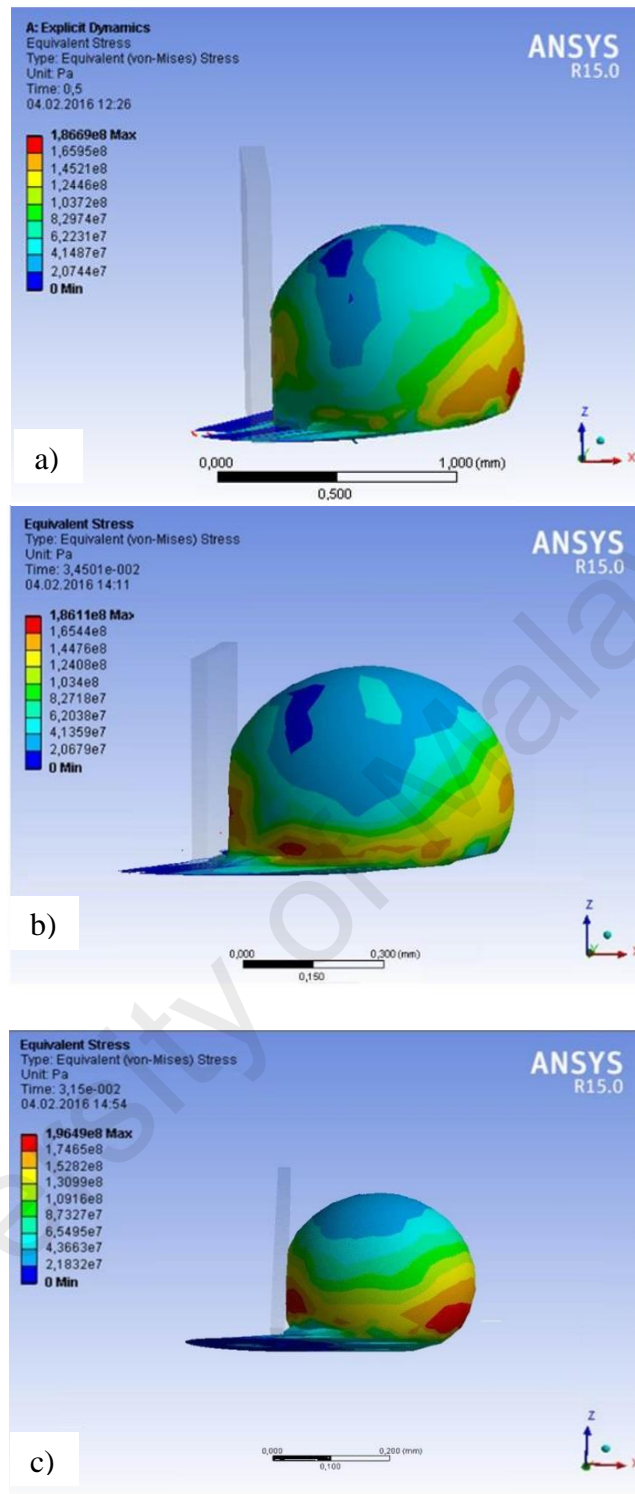 A: Explicit Dynamics
Equivalent Stress
Type: Equivalent (von-Mises) Stress
Unit: Pa
Time: 0,5
04.02.2016 12:26
1,8669e8 Max
1,6595e8
1,4521e8
1,2446e8
1,0372e8
8,2974e7
6,2231e7
4,1487e7
2,0744e7
0 Min
ANSYS
R15.0
Z
X
0,000 1,000 (mm)
0,500
a)
Equivalent Stress
Type: Equivalent (von-Mises) Stress
Unit: Pa
Time: 3,4501e-002
04.02.2016 14:11
1,8611e8 Max
1,6544e8
1,4476e8
1,2408e8
1,034e8
8,2718e7
6,2038e7
4,1359e7
2,0679e7
0 Min
ANSYS
R15.0
Z
X
0,000 0,300 (mm)
0,150
b)
Equivalent Stress
Type: Equivalent (von-Mises) Stress
Unit: Pa
Time: 3,15e-002
04.02.2016 14:54
1,9649e8 Max
1,7465e8
1,5282e8
1,3099e8
1,0916e8
8,7327e7
6,5495e7
4,3663e7
2,1832e7
0 Min
ANSYS
R15.0
Z
X
0,000 0,200 (mm)
0,100
c)